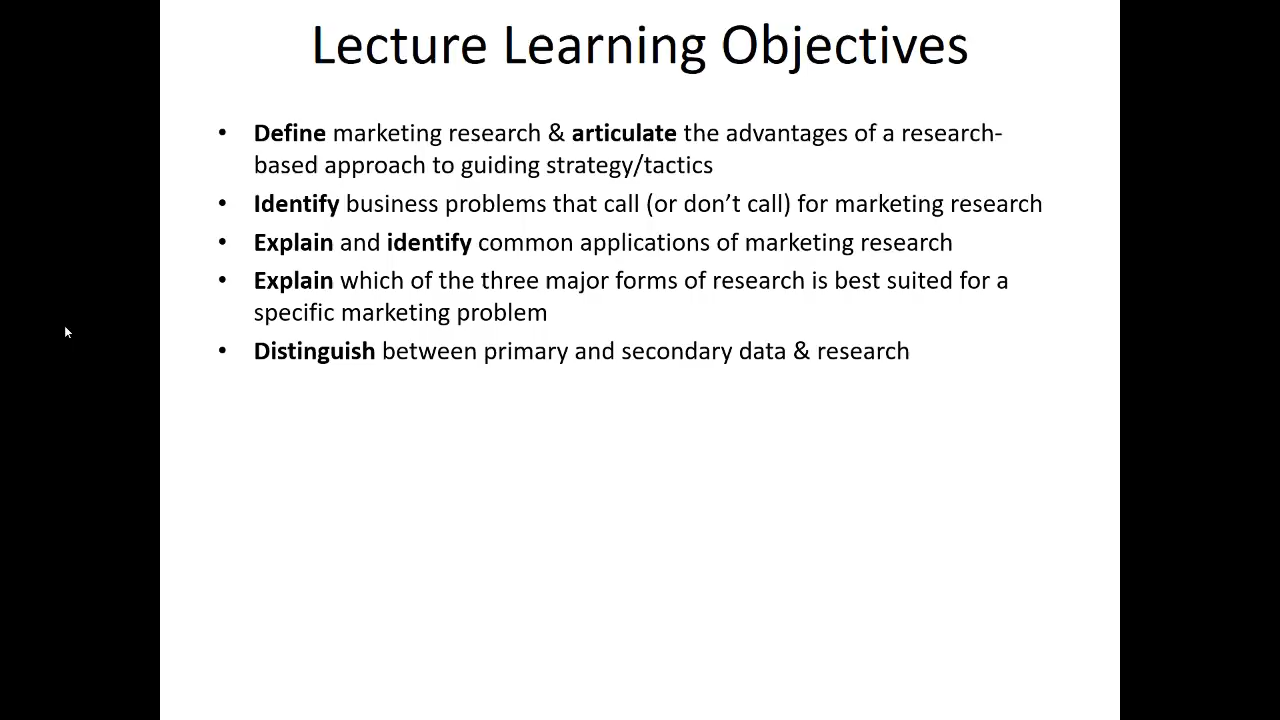 Lecture Learning Objectives
• Define marketing research & articulate the advantages of a research-
based approach to guiding strategy/tactics
• Identify business problems that call (or don’t call) for marketing research
• Explain and identify common applications of marketing research
• Explain which of the three major forms of research is best suited for a
specific marketing problem
• Distinguish between primary and secondary data & research